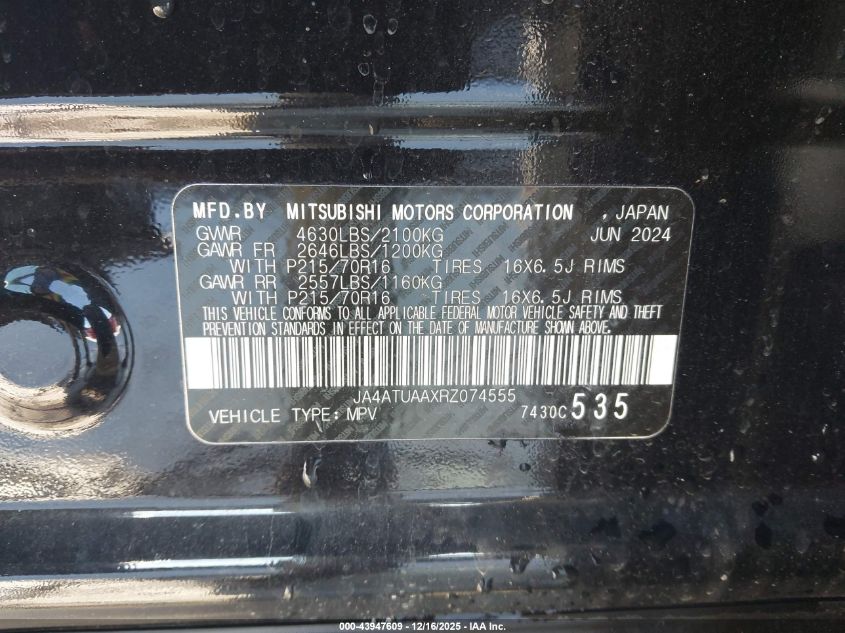 MFD.BY MITSUBISHI MOTORS CORPORATION , JAPAN
GVWR 4630LBS/2100KG JUN 2024
GAWR FR 2646LBS/1200KG
WITH P215/70R16 TIRES 16X6.5J RIMS
GAWR RR 2557LBS/1160KG
WITH P215/70R16 TIRES 16X6.5J RIMS
THIS VEHICLE CONFORMS TO ALL APPLICABLE FEDERAL MOTOR VEHICLE SAFETY AND THEFT
PREVENTION STANDARDS IN EFFECT ON THE DATE OF MANUFACTURE SHOWN ABOVE.
JA4ATUAAXRZ074555
VEHICLE TYPE: MPV 7430C 535
000-43947609 - 12/16/2025 - IAA Inc.